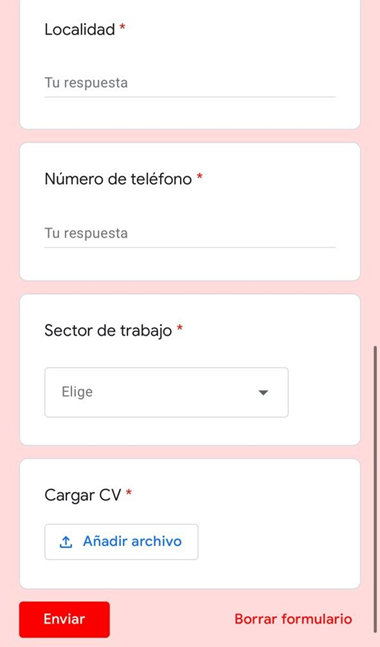 Localidad *
Tu respuesta
Número de teléfono *
Tu respuesta
Sector de trabajo *
Elige
Cargar CV *
Añadir archivo
Enviar
Borrar formulario